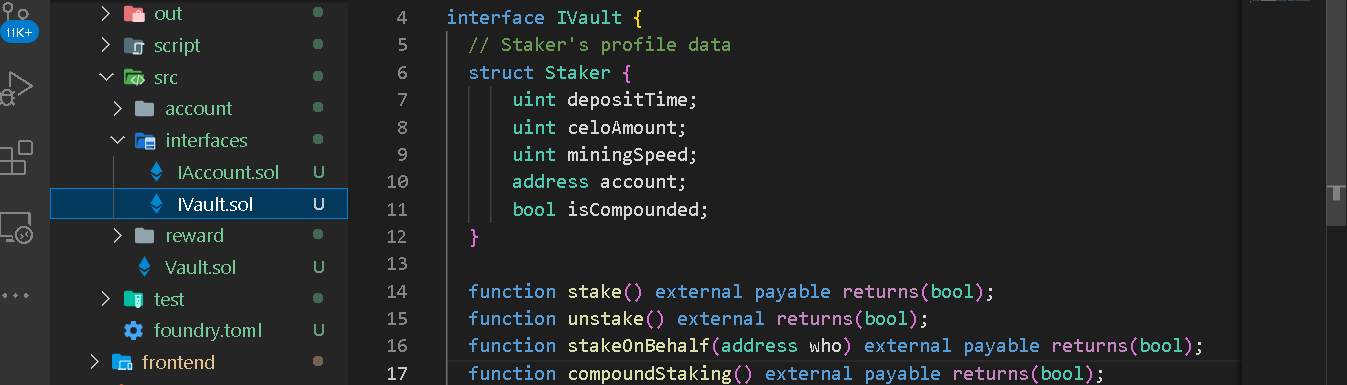 11K+
out
script
src
account
interfaces
IAccount.sol U
IVault.sol U
reward
Vault.sol U
test
foundry.toml U
frontend
4 interface IVault {
5 // Staker's profile data
6 struct Staker {
7 uint depositTime;
8 uint celoAmount;
9 uint miningSpeed;
10 address account;
11 bool isCompounded;
12 }
13
14 function stake() external payable returns(bool);
15 function unstake() external returns(bool);
16 function stakeOnBehalf(address who) external payable returns(bool);
17 function compoundStaking() external payable returns(bool);